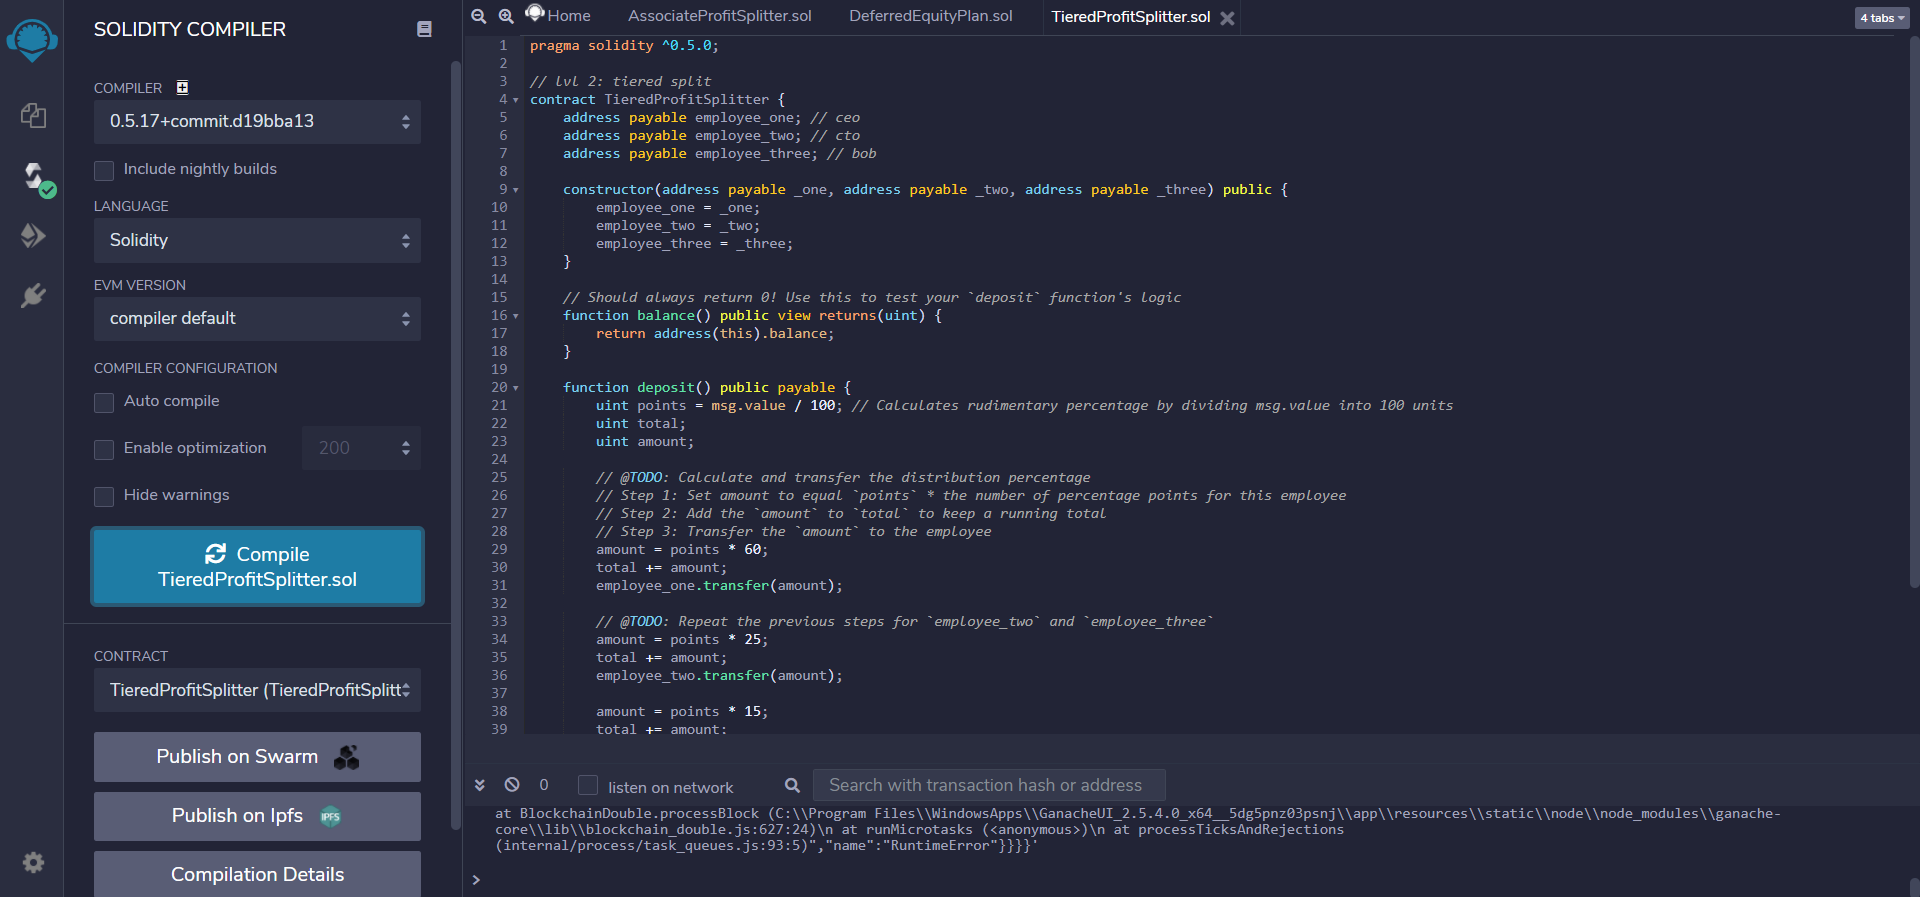 SOLIDITY COMPILER
COMPILER
0.5.17+commit.d19bba13
Include nightly builds
LANGUAGE
Solidity
EVM VERSION
compiler default
COMPILER CONFIGURATION
Auto compile
Enable optimization
200
Hide warnings
Compile
TieredProfitSplitter.sol
CONTRACT
TieredProfitSplitter (TieredProfitSplitt
Publish on Swarm
Publish on Ipfs
IPFS
Compilation Details
Home AssociateProfitSplitter.sol DeferredEquityPlan.sol TieredProfitSplitter.sol
4 tabs
1 pragma solidity ^0.5.0;
2
3 // lvl 2: tiered split
4 contract TieredProfitSplitter {
5 address payable employee_one; // ceo
6 address payable employee_two; // cto
7 address payable employee_three; // bob
8
9 constructor(address payable _one, address payable _two, address payable _three) public {
10 employee_one = _one;
11 employee_two = _two;
12 employee_three = _three;
13 }
14
15 // Should always return 0! Use this to test your `deposit` function's logic
16 function balance() public view returns(uint) {
17 return address(this).balance;
18 }
19
20 function deposit() public payable {
21 uint points = msg.value / 100; // Calculates rudimentary percentage by dividing msg.value into 100 units
22 uint total;
23 uint amount;
24
25 // @TODO: Calculate and transfer the distribution percentage
26 // Step 1: Set amount to equal `points` * the number of percentage points for this employee
27 // Step 2: Add the `amount` to `total` to keep a running total
28 // Step 3: Transfer the `amount` to the employee
29 amount = points * 60;
30 total += amount;
31 employee_one.transfer(amount);
32
33 // @TODO: Repeat the previous steps for `employee_two` and `employee_three`
34 amount = points * 25;
35 total += amount;
36 employee_two.transfer(amount);
37
38 amount = points * 15;
39 total += amount;
0 listen on network Search with transaction hash or address
at BlockchainDouble.processBlock (C:\\Program Files\\WindowsApps\\GanacheUI_2.5.4.0_x64__5dg5pnz03psnj\\app\\resources\\static\\node\\node_modules\\ganache-
core\\lib\\blockchain_double.js:627:24)\n at runMicrotasks (<anonymous>)\n at processTicksAndRejections
(internal/process/task_queues.js:93:5)","name":"RuntimeError"}}}}'
>